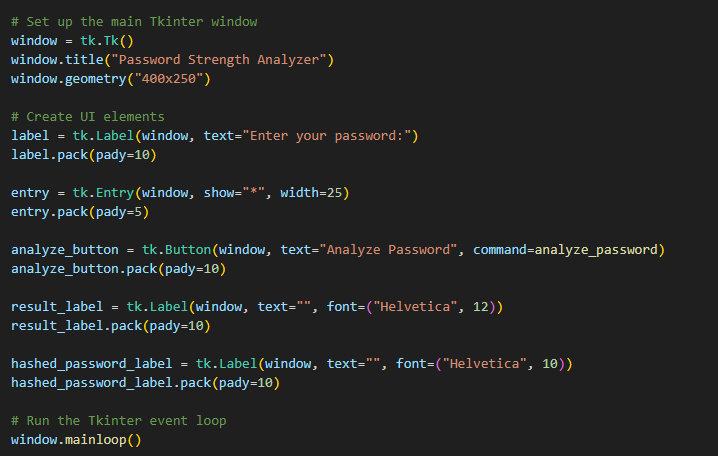 # Set up the main Tkinter window
window = tk.Tk()
window.title("Password Strength Analyzer")
window.geometry("400x250")
# Create UI elements
label = tk.Label(window, text="Enter your password:")
label.pack(pady=10)
entry = tk.Entry(window, show="*", width=25)
entry.pack(pady=5)
analyze_button = tk.Button(window, text="Analyze Password", command=analyze_password)
analyze_button.pack(pady=10)
result_label = tk.Label(window, text="", font=("Helvetica", 12))
result_label.pack(pady=10)
hashed_password_label = tk.Label(window, text="", font=("Helvetica", 10))
hashed_password_label.pack(pady=10)
# Run the Tkinter event loop
window.mainloop()